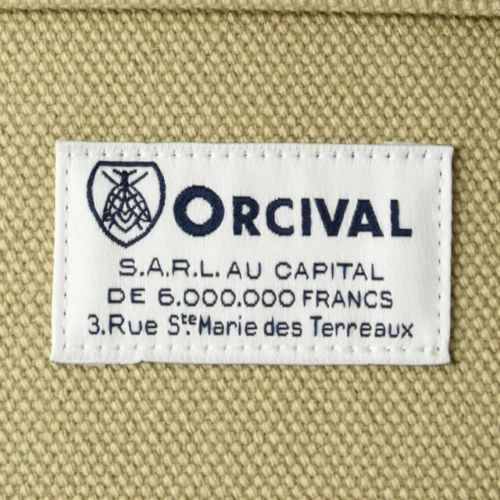 ORCIVAL
S.A.R.L. AU CAPITAL
DE 6.000.000 FRANCS
3.Rue Ste Marie des Terreaux